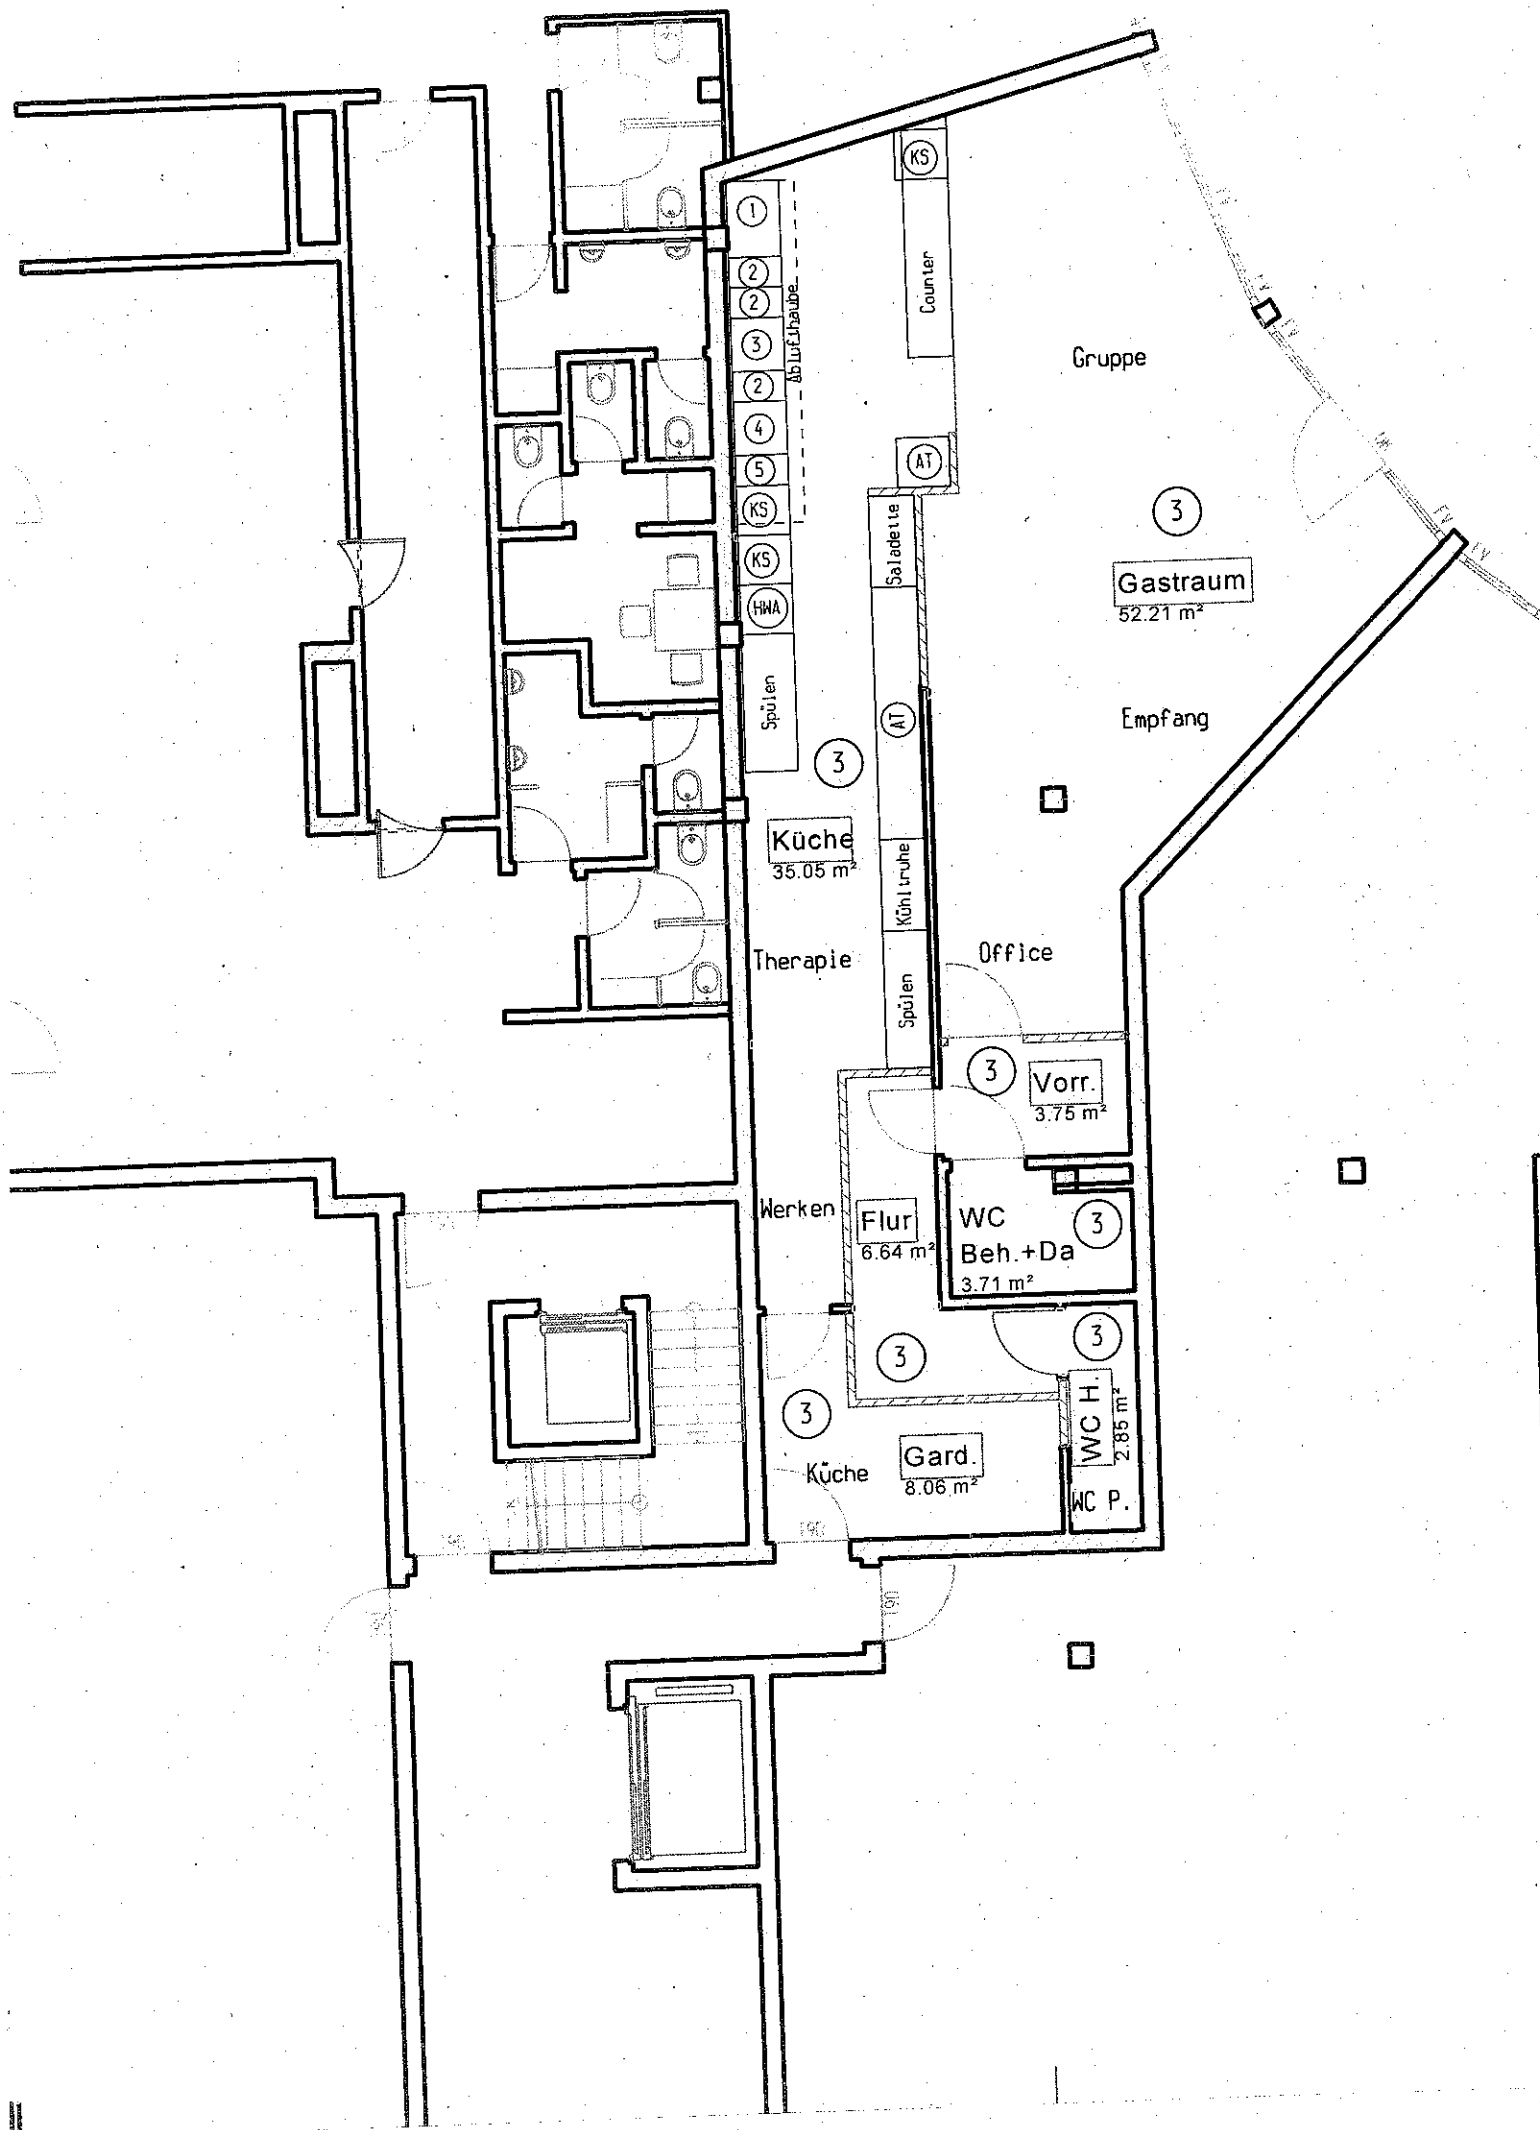 KS
1
2
2
Ablufthaube
Counter
3
Gruppe
2
4
AT
5
KS
3
Saladette
KS
Gastraum
52.21 m²
HWA
Spülen
AT
Empfang
3
Küche
35.05 m²
Kühltruhe
Therapie
Office
Spülen
3
Vorr.
3.75 m²
Werken
Flur
6.64 m²
WC
Beh.+Da
3.71 m²
3
3
3
WC H.
2.85 m²
3
Küche
Gard.
8.06 m²
WC P.